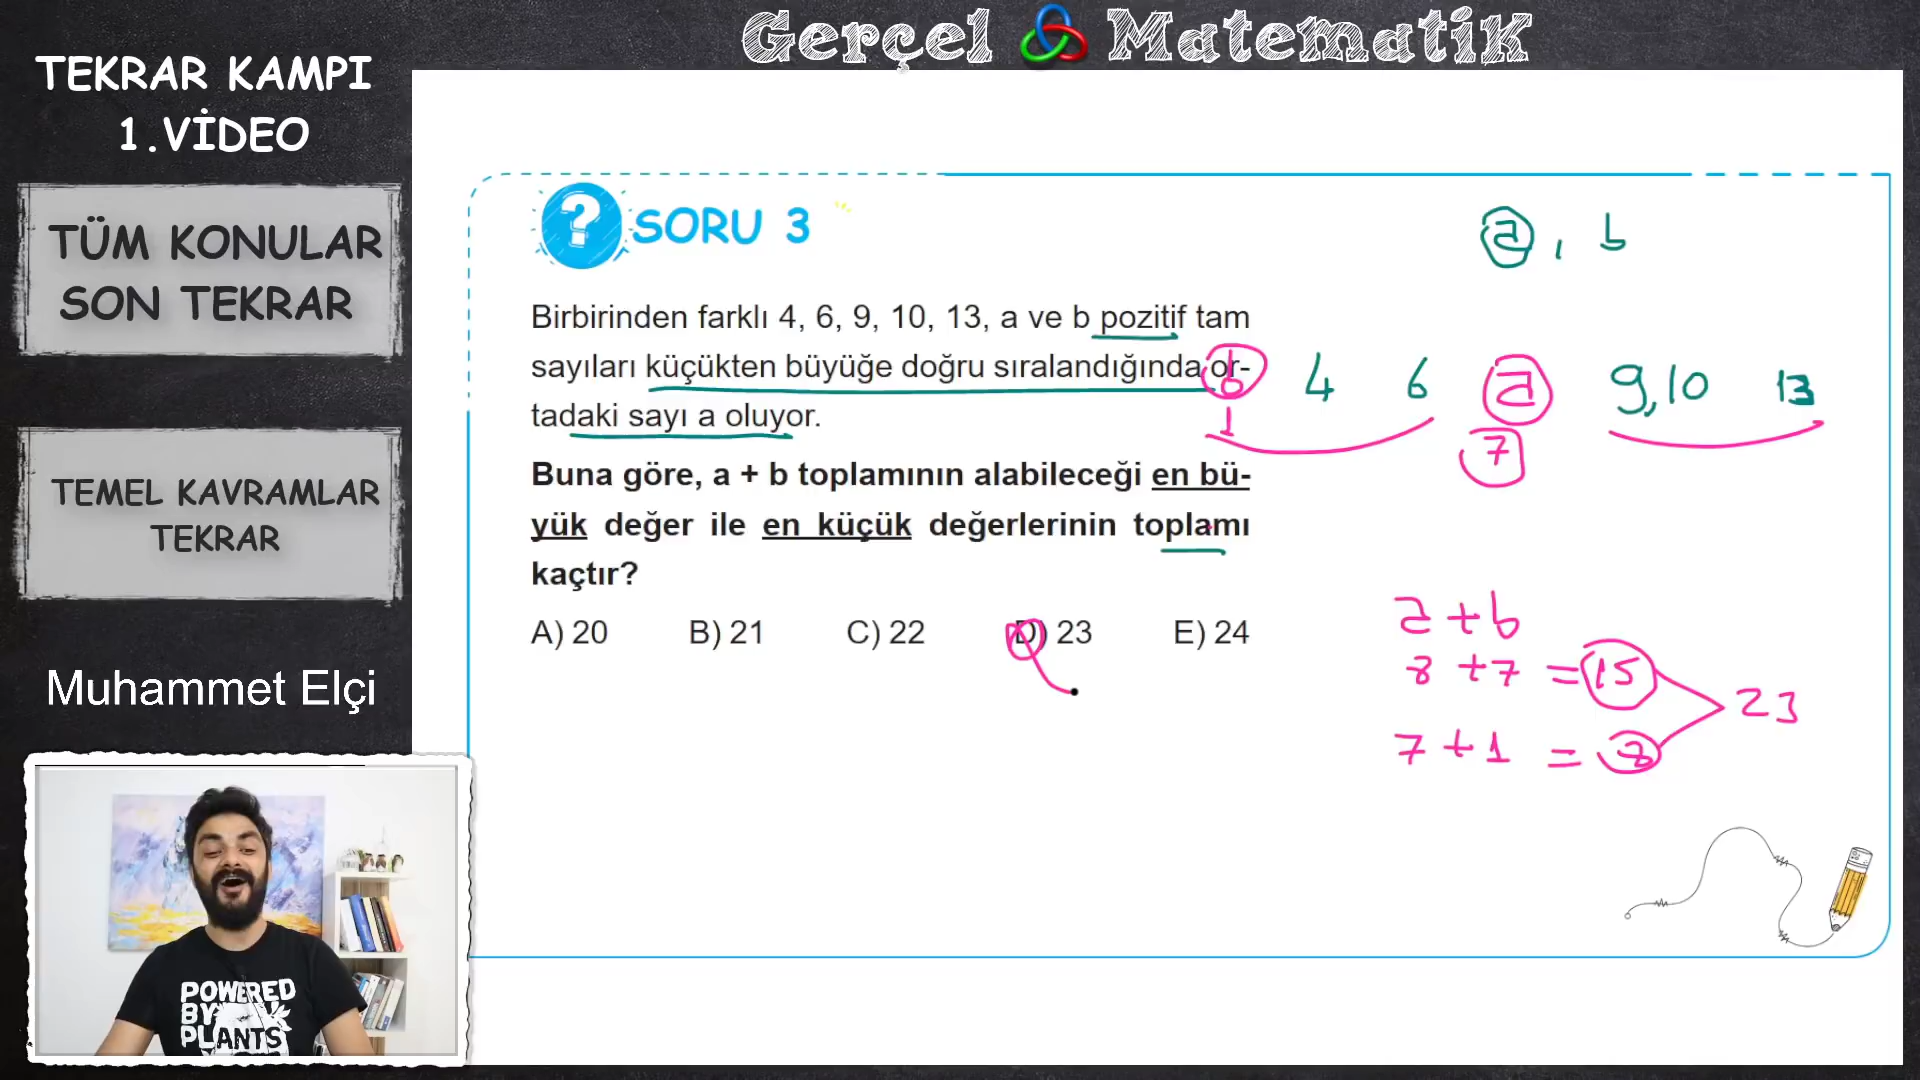 Gerçel Matematik
TEKRAR KAMPI
1.VİDEO
TÜM KONULAR
SON TEKRAR
TEMEL KAVRAMLAR
TEKRAR
Muhammet Elçi
? SORU 3
Birbirinden farklı 4, 6, 9, 10, 13, a ve b pozitif tam
sayıları küçükten büyüğe doğru sıralandığında or-
tadaki sayı a oluyor.
Buna göre, a + b toplamının alabileceği en bü-
yük değer ile en küçük değerlerinin toplamı
kaçtır?
A) 20 B) 21 C) 22 D) 23 E) 24
a , b
b 4 6 a 9,10 13
1 7
a + b
8 + 7 = 15
23
7 + 1 = 8
POWERED
BY
PLANTS